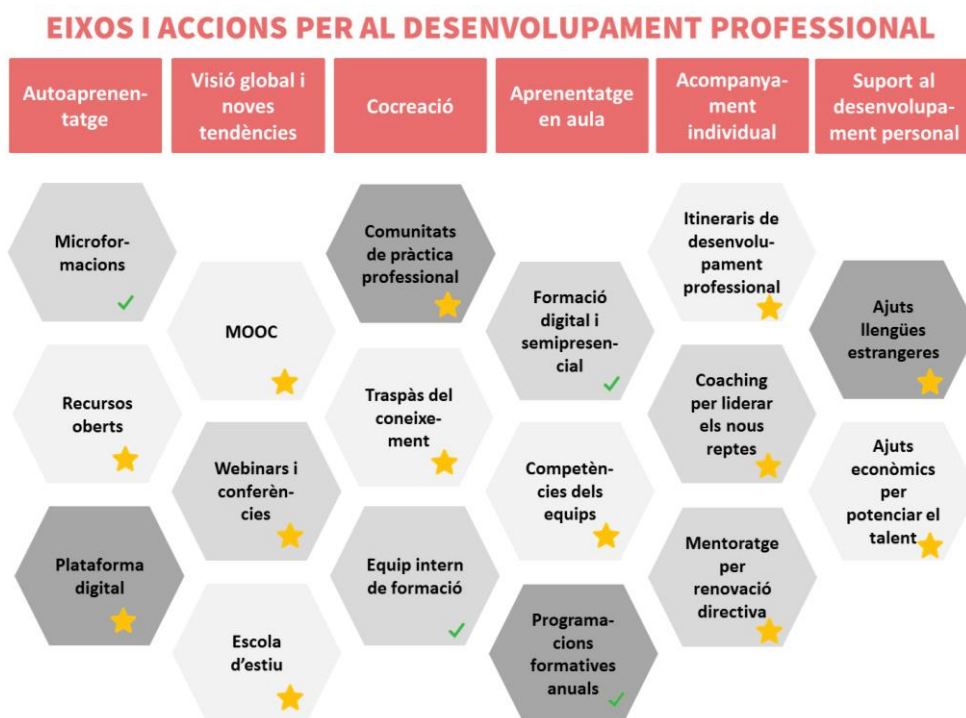 EIXOS I ACCIONS PER AL DESENVOLUPAMENT PROFESSIONAL
Autoaprenen-
tatge
Visió global i
noves
tendències
Cocreació
Aprenentatge
en aula
Acompanya-
ment
individual
Suport al
desenvolupa-
ment personal
Microfor-
macions
Recursos
oberts
Plataforma
digital
MOOC
Webinars i
conferèn-
cies
Escola
d’estiu
Comunitats
de pràctica
professional
Traspàs del
coneixe-
ment
Equip intern
de formació
Formació
digital i
semipresen-
cial
Competèn-
cies dels
equips
Programa-
cions
formatives
anuals
Itineraris de
desenvolu-
pament
professional
Coaching
per liderar
els nous
reptes
Mentoratge
per
renovació
directiva
Ajuts
llengües
estrangeres
Ajuts
econòmics
per
potenciar el
talent